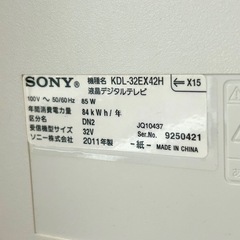 SONY 機種名 KDL-32EX42H
液晶デジタルテレビ
⇐ X15
100V 〜 50/60Hz 85 W
年間消費電力量 84 kWh/年
区分名 DN2
受信機型サイズ 32V
ソニー株式会社 2011年製
JQ10437
Ser.No. 9250421
－紙－ MADE IN CHINA